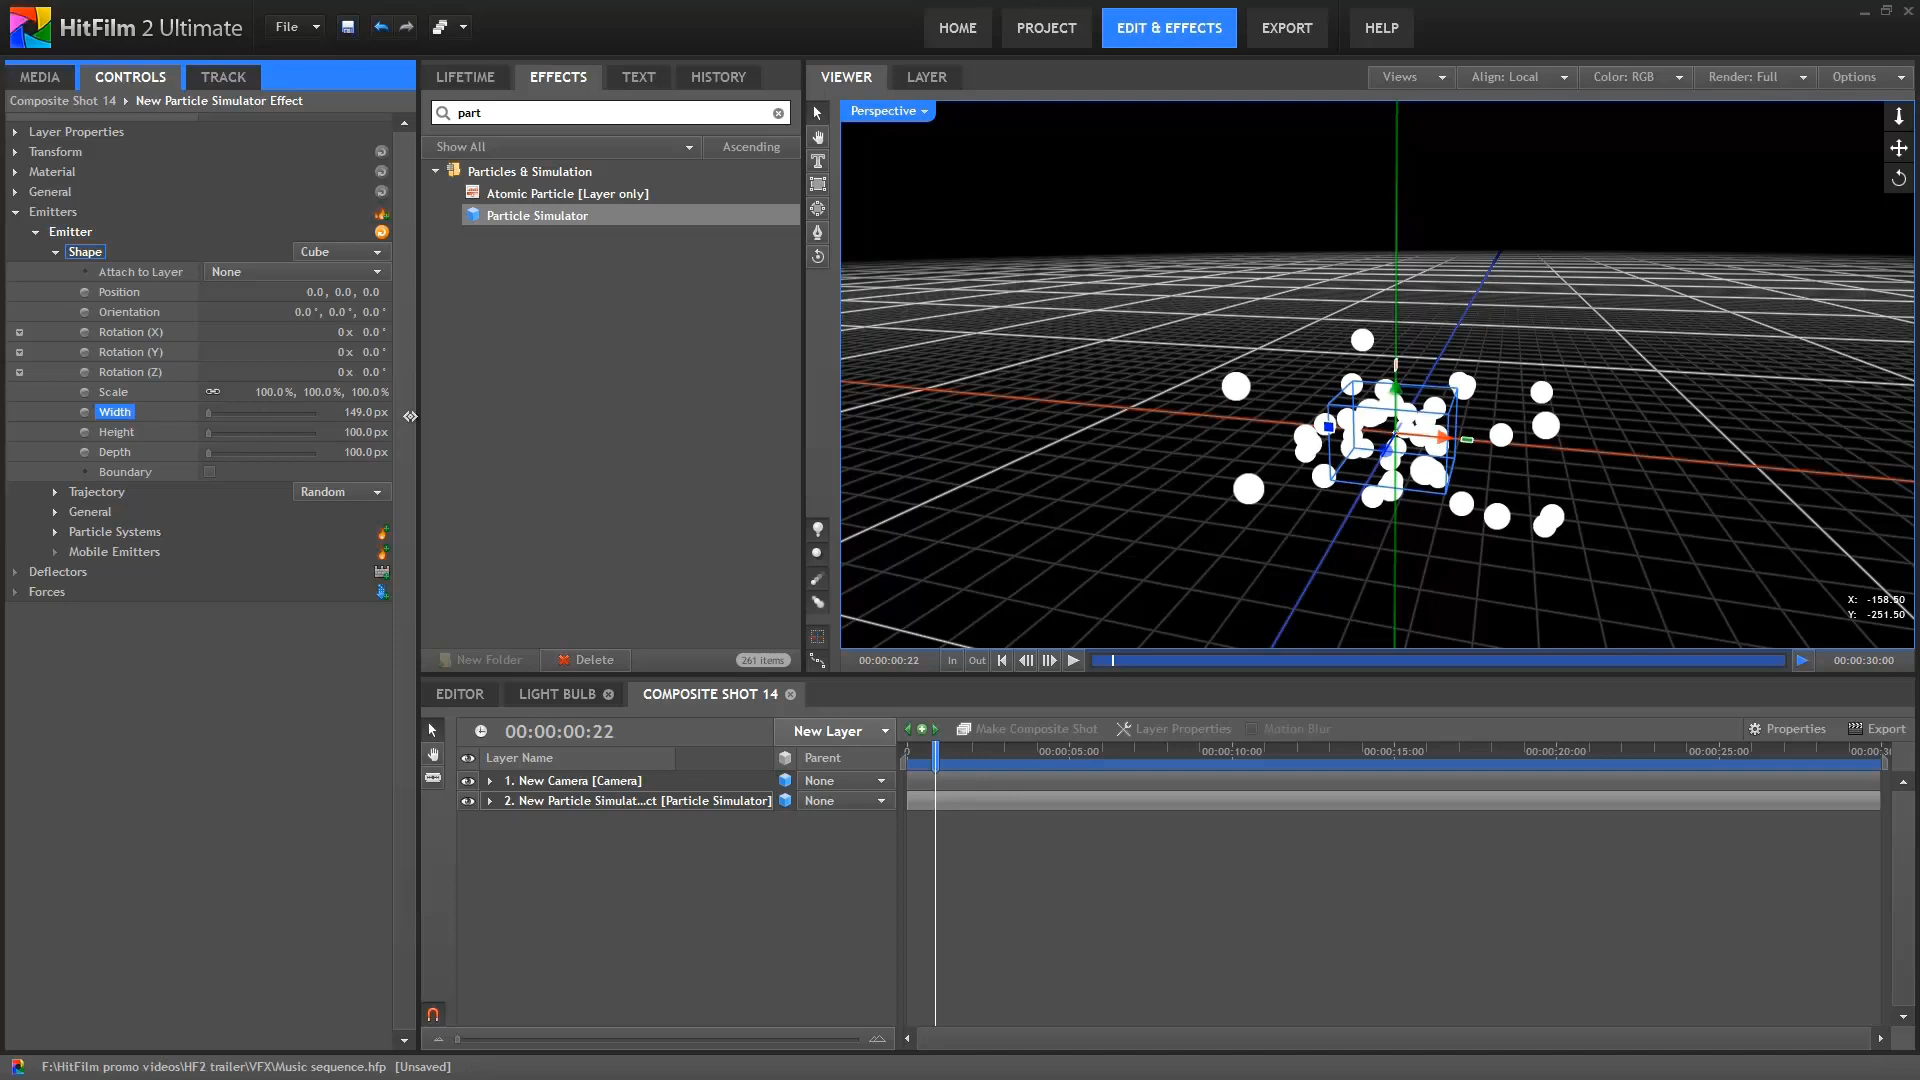 HitFilm 2 Ultimate
File
HOME
PROJECT
EDIT & EFFECTS
EXPORT
HELP
MEDIA
CONTROLS
TRACK
Composite Shot 14
New Particle Simulator Effect
Layer Properties
Transform
Material
General
Emitters
Emitter
Shape
Cube
Attach to Layer
None
Position
0.0, 0.0, 0.0
Orientation
0.0°, 0.0°, 0.0°
Rotation (X)
0x 0.0°
Rotation (Y)
0x 0.0°
Rotation (Z)
0x 0.0°
Scale
100.0%, 100.0%, 100.0%
Width
149.0px
Height
100.0px
Depth
100.0px
Boundary
Trajectory
Random
General
Particle Systems
Mobile Emitters
Deflectors
Forces
LIFETIME
EFFECTS
TEXT
HISTORY
part
Show All
Ascending
Particles & Simulation
Atomic Particle [Layer only]
Particle Simulator
New Folder
Delete
261 items
VIEWER
LAYER
Views
Align: Local
Color: RGB
Render: Full
Options
Perspective
X: -158.50
Y: -251.50
00:00:00:22
In
Out
00:00:30:00
EDITOR
LIGHT BULB
COMPOSITE SHOT 14
00:00:00:22
New Layer
Make Composite Shot
Layer Properties
Motion Blur
Properties
Export
Layer Name
Parent
0
00:00:05:00
00:00:10:00
00:00:15:00
00:00:20:00
00:00:25:00
00:00:3
1. New Camera [Camera]
None
2. New Particle Simulat...ct [Particle Simulator]
None
F:\HitFilm promo videos\HF2 trailer\VFX\Music sequence.hfp [Unsaved]